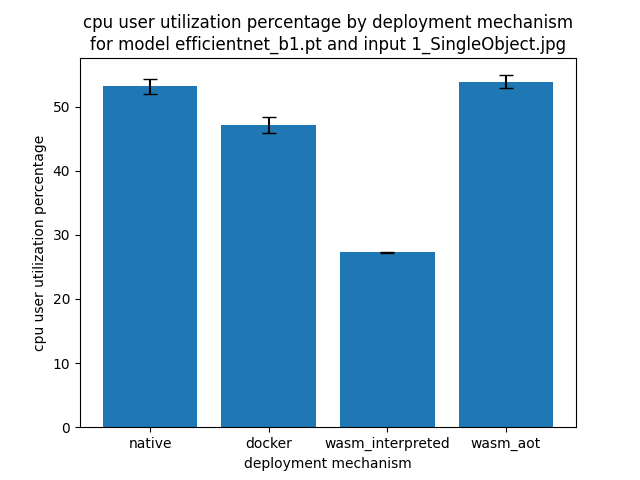 cpu user utilization percentage by deployment mechanism
for model efficientnet_b1.pt and input 1_SingleObject.jpg
cpu user utilization percentage
50
40
30
20
10
0
native
docker
wasm_interpreted
wasm_aot
deployment mechanism